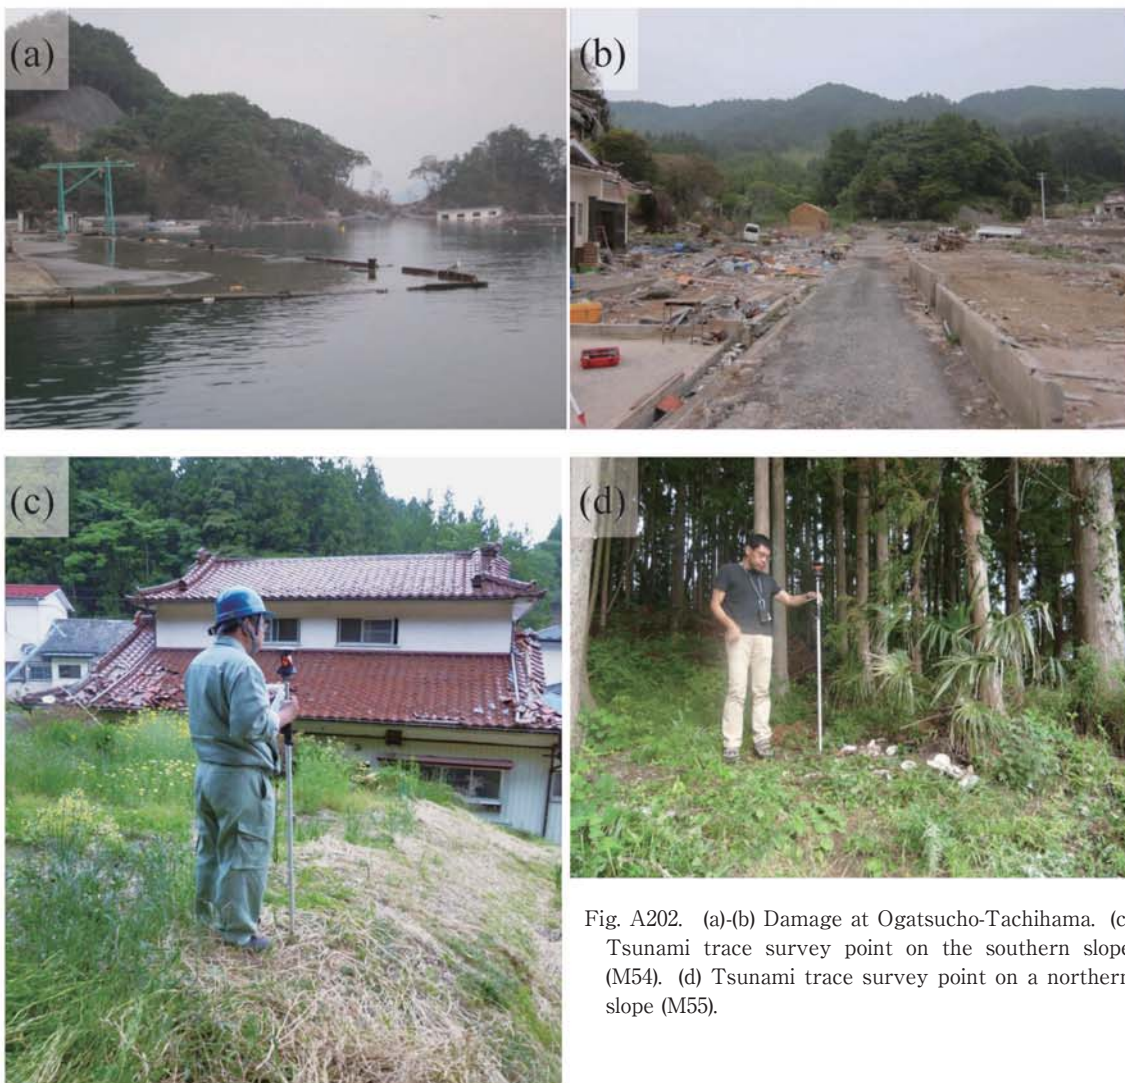 (a)
(b)
(c)
(d)
Fig. A202. (a)-(b) Damage at Ogatsucho-Tachihama. (c
Tsunami trace survey point on the southern slope
(M54). (d) Tsunami trace survey point on a northern
slope (M55).